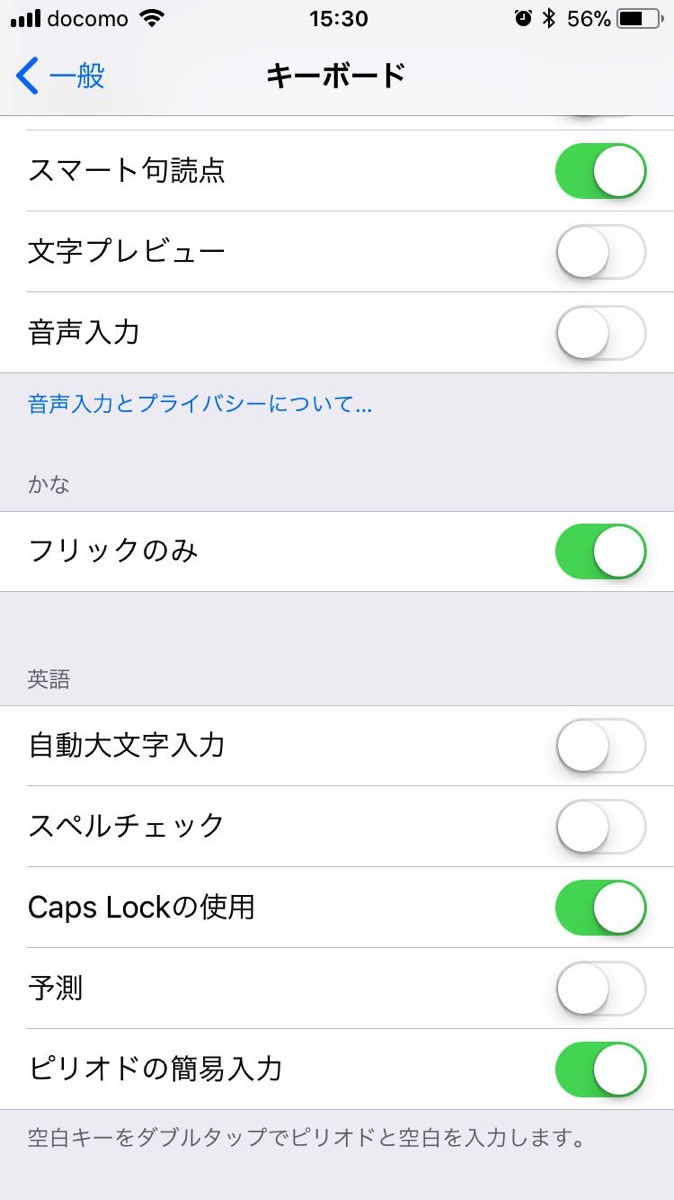 docomo 15:30 56%
一般 キーボード
スマート句読点
文字プレビュー
音声入力
音声入力とプライバシーについて...
かな
フリックのみ
英語
自動大文字入力
スペルチェック
Caps Lockの使用
予測
ピリオドの簡易入力
空白キーをダブルタップでピリオドと空白を入力します。